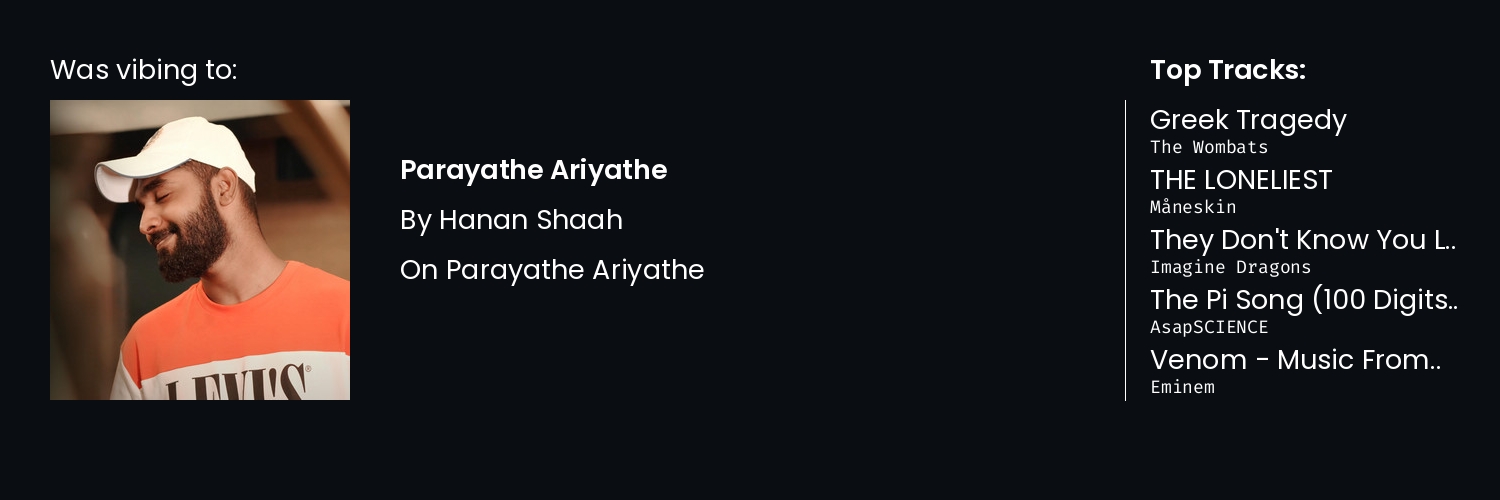 Was vibing to:
LEVI'S®
Parayathe Ariyathe
By Hanan Shaah
On Parayathe Ariyathe
Top Tracks:
Greek Tragedy
The Wombats
THE LONELIEST
Måneskin
They Don't Know You L..
Imagine Dragons
The Pi Song (100 Digits..
AsapSCIENCE
Venom - Music From..
Eminem